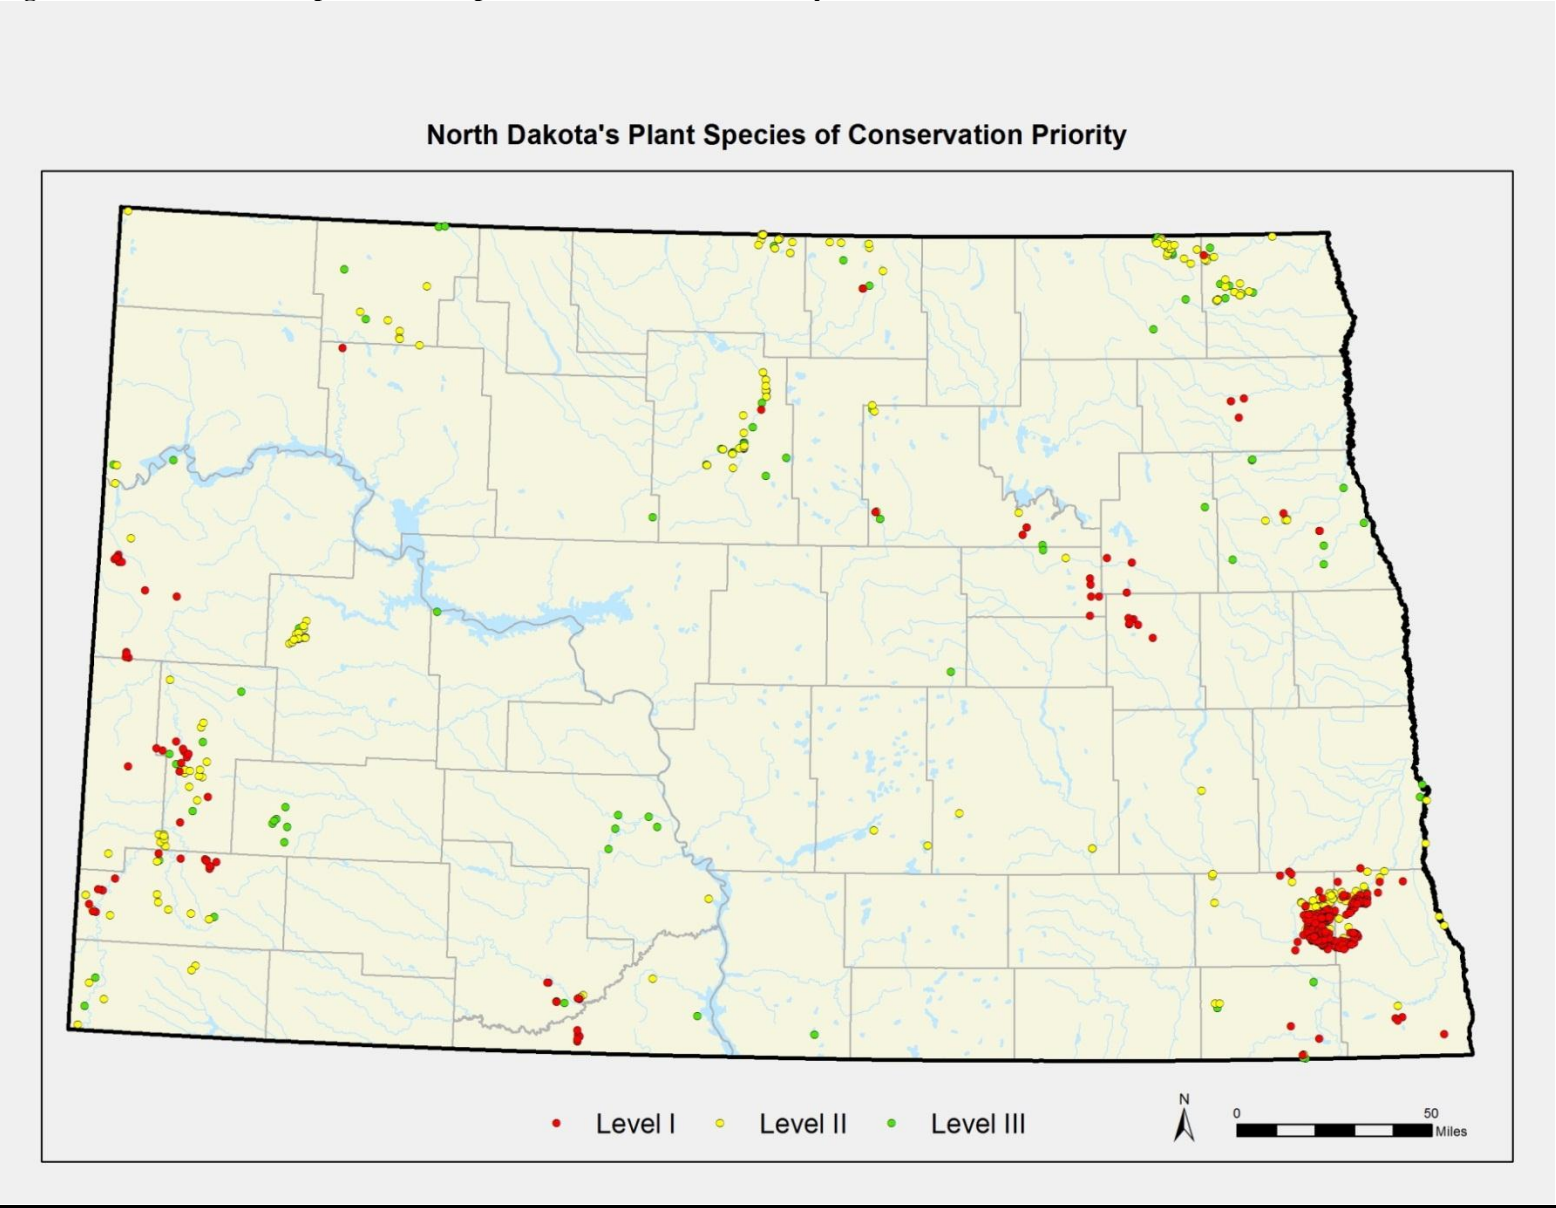 North Dakota's Plant Species of Conservation Priority
Level I
Level II
Level III
N
0
50
Miles